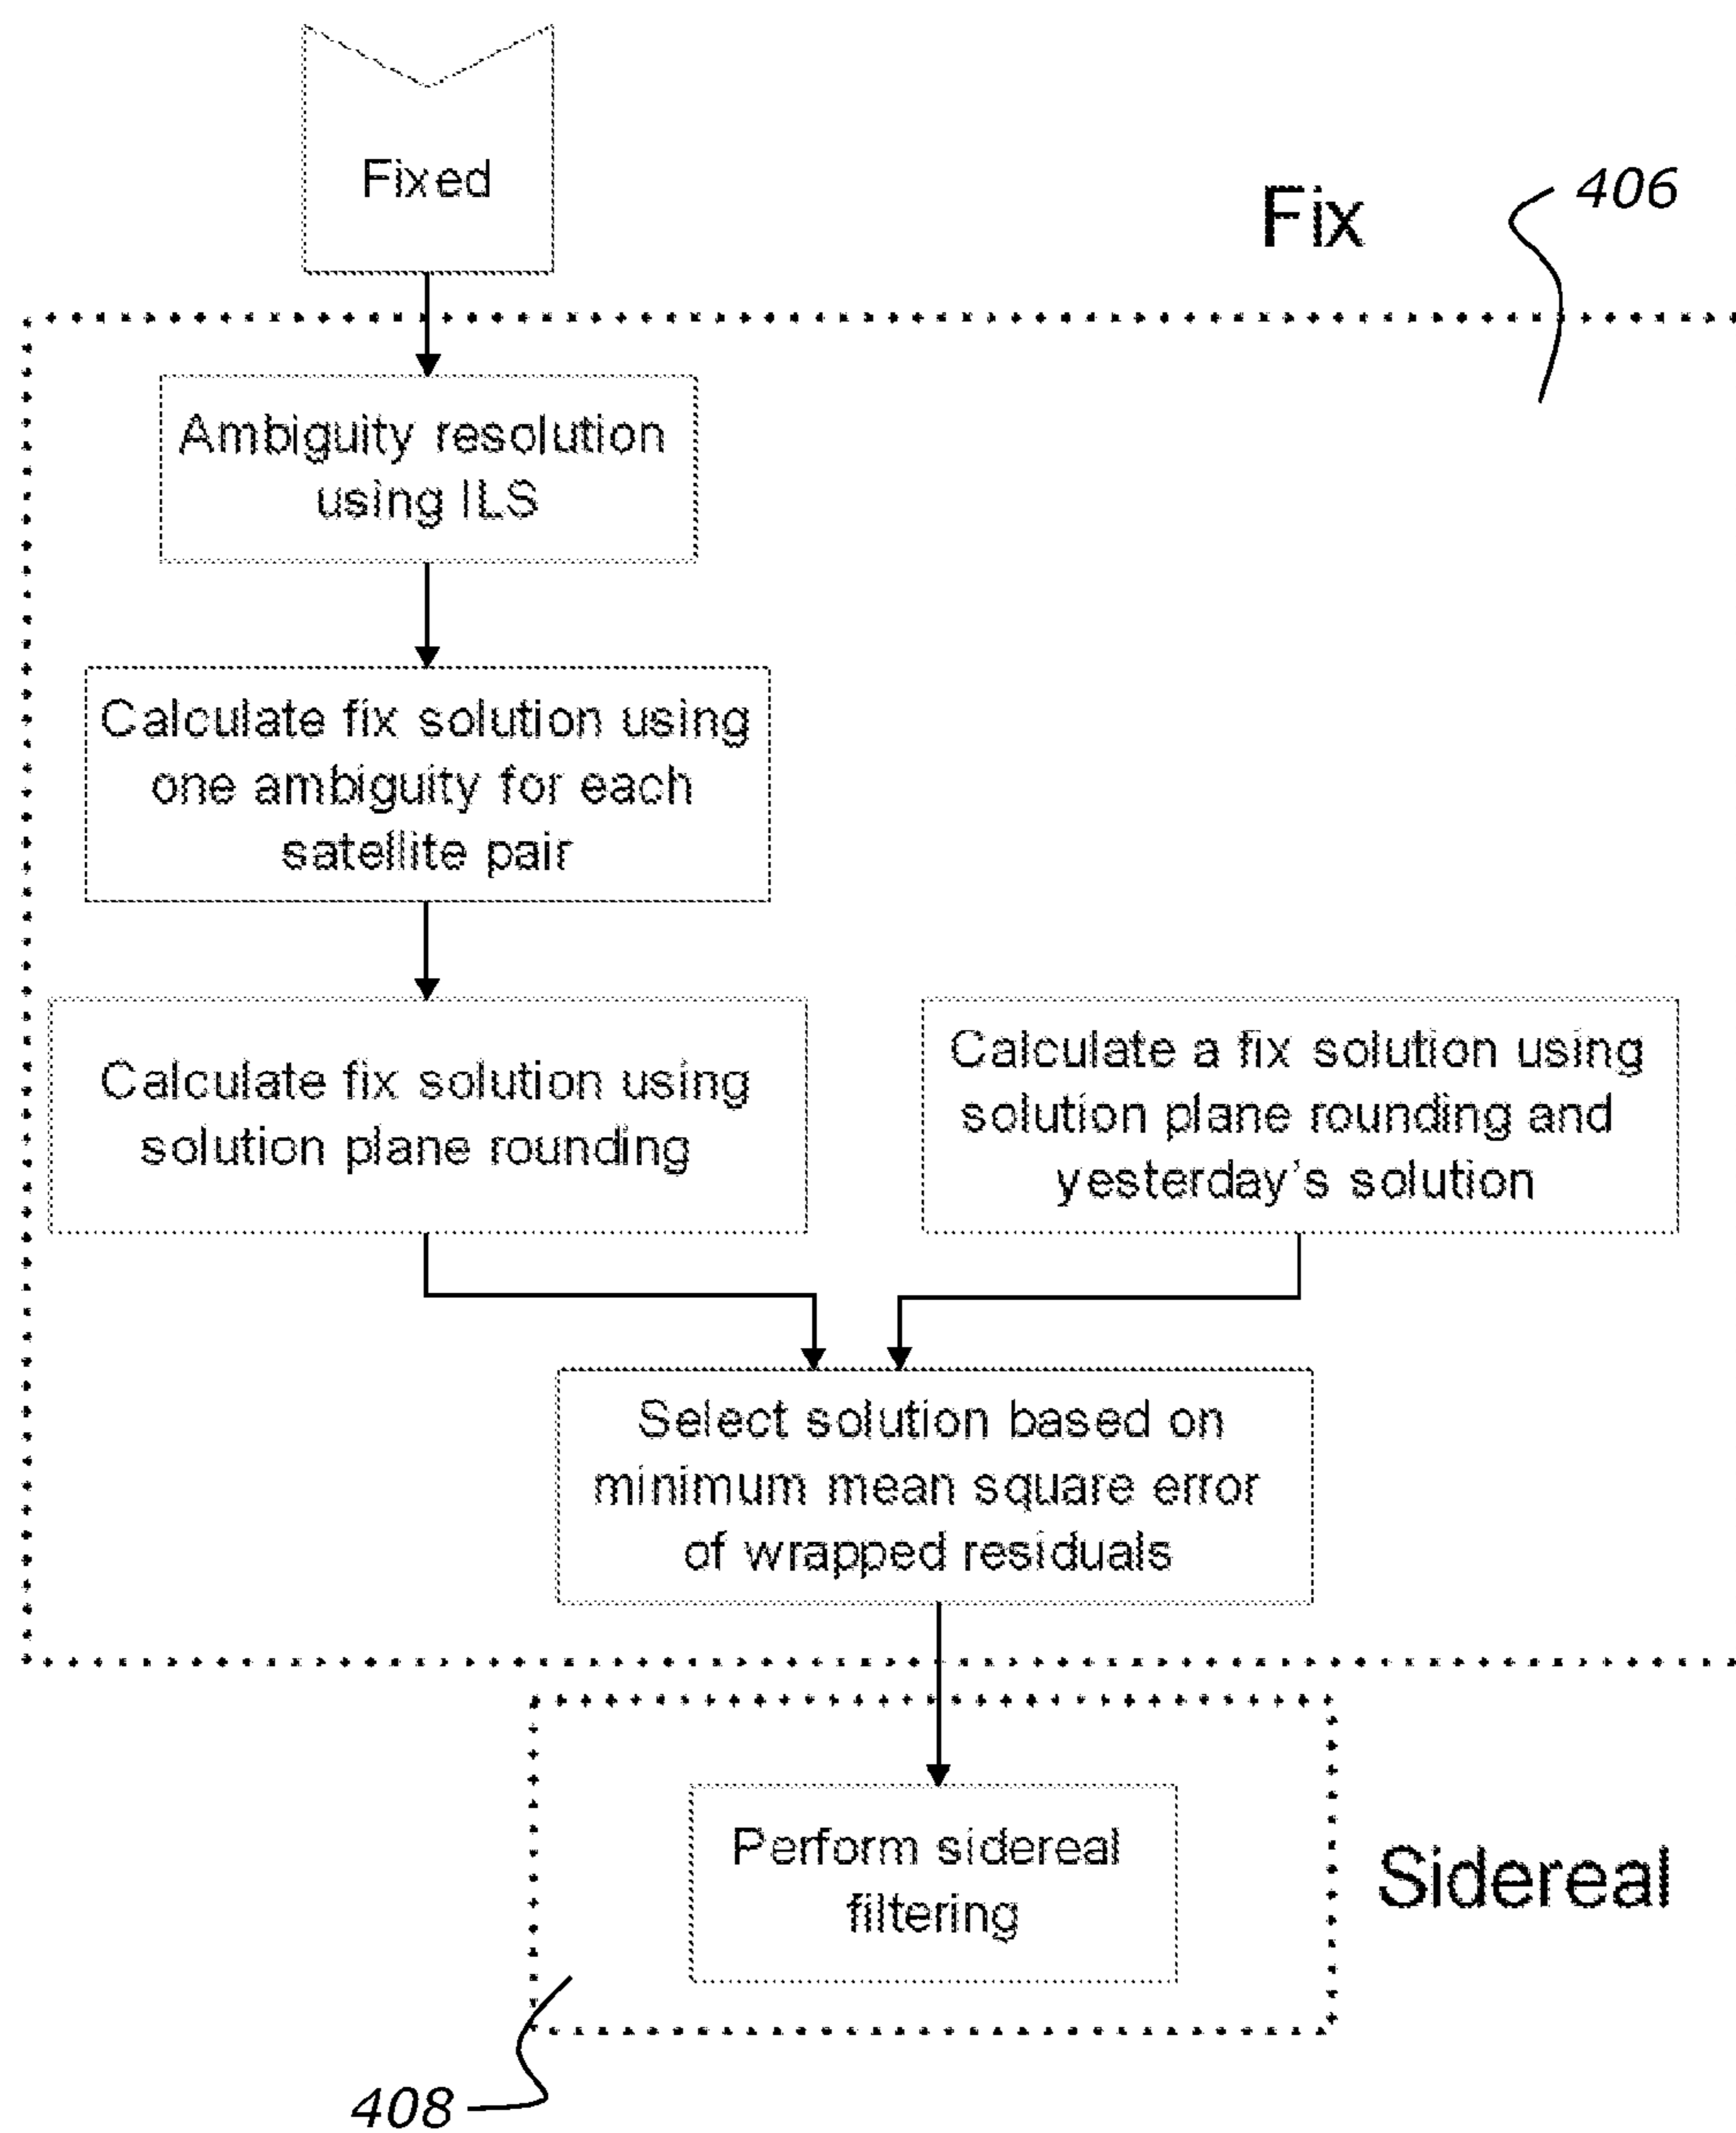 Fixed
Fix
406
Ambiguity resolution
using ILS
Calculate fix solution using
one ambiguity for each
satellite pair
Calculate fix solution using
solution plane rounding
Calculate a fix solution using
solution plane rounding and
yesterday's solution
Select solution based on
minimum mean square error
of wrapped residuals
Perform sidereal
filtering
Sidereal
408